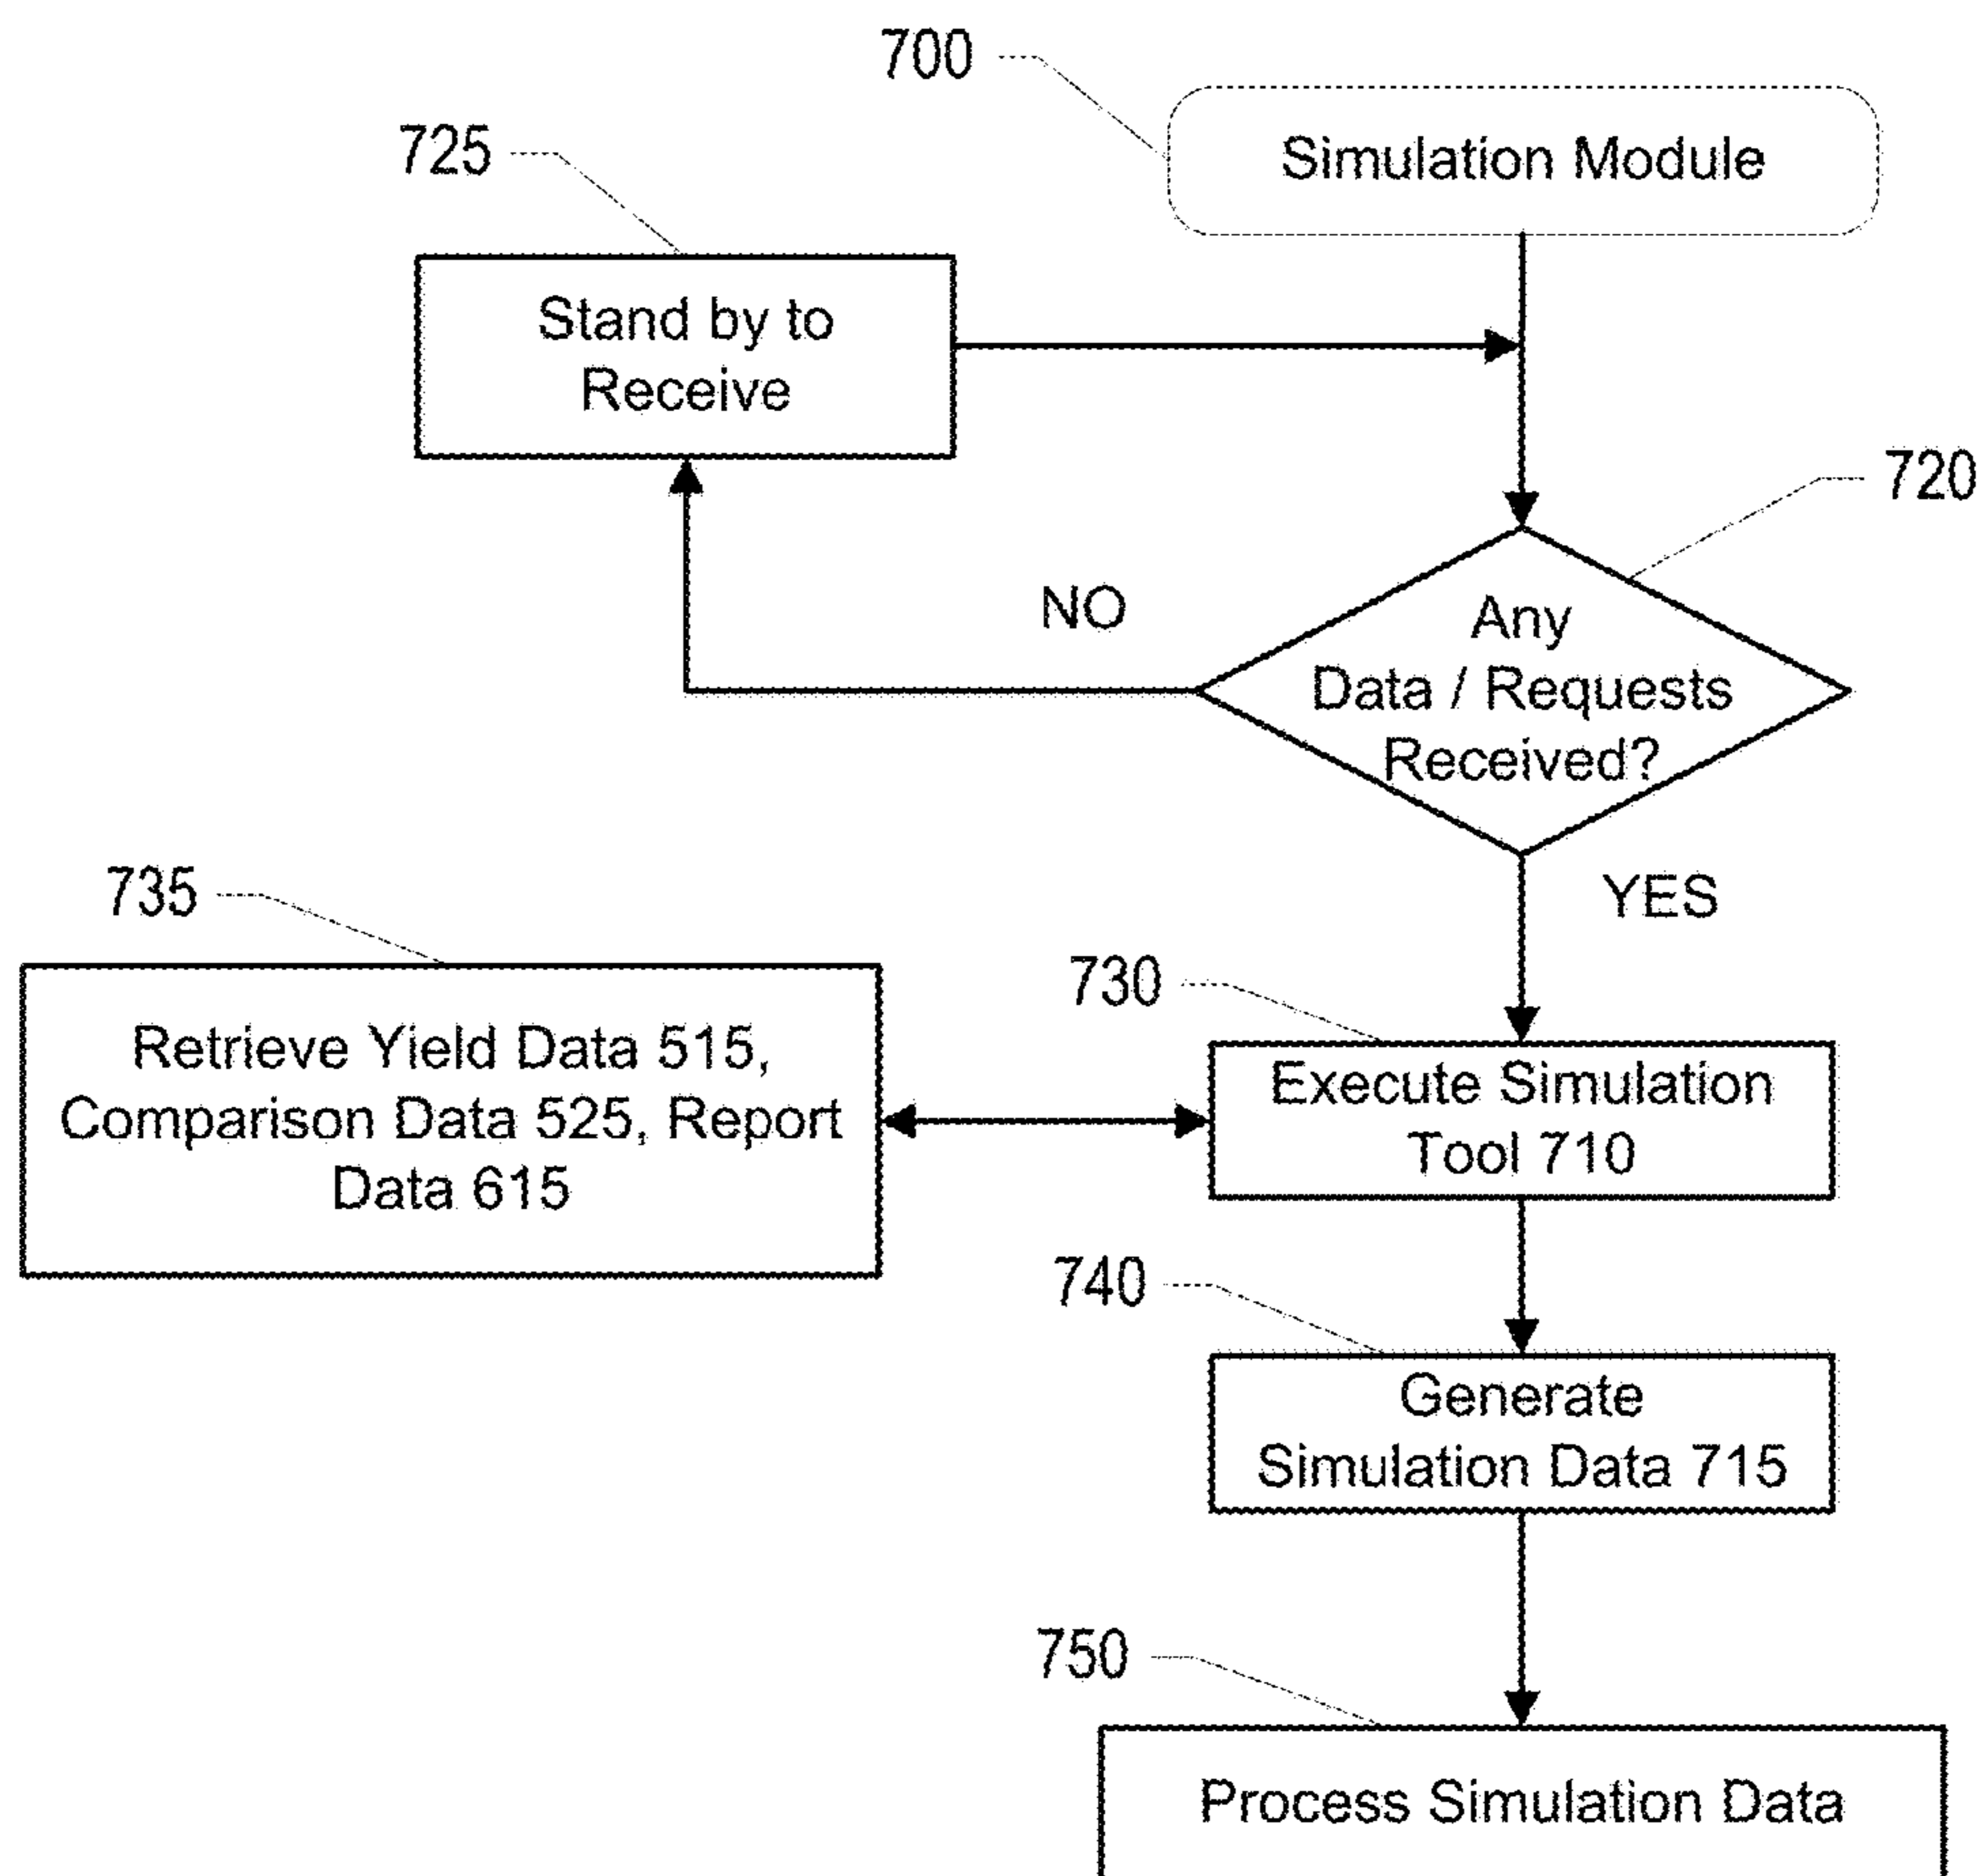 700
Simulation Module
725
Stand by to
Receive
720
NO
Any
Data / Requests
Received?
YES
735
Retrieve Yield Data 515,
Comparison Data 525, Report
Data 615
730
Execute Simulation
Tool 710
740
Generate
Simulation Data 715
750
Process Simulation Data